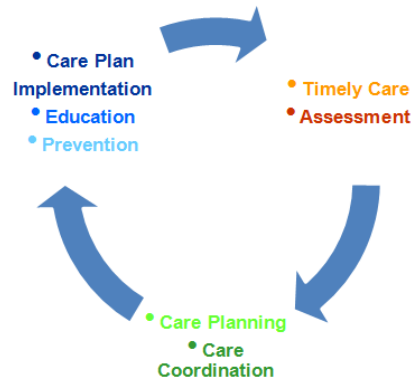 • Care Plan
Implementation
• Education
• Prevention
• Timely Care
• Assessment
• Care Planning
• Care
Coordination